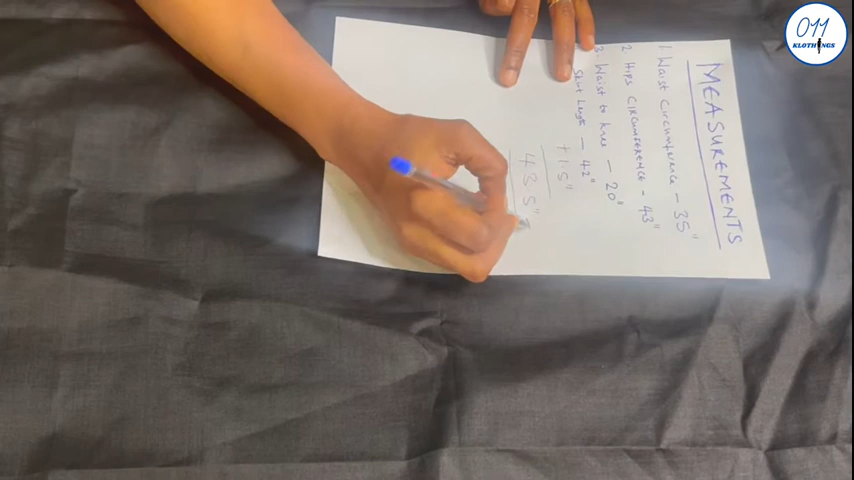 MEASUREMENTS
1. Waist Circumference - 35"
2. Hips CIRCUMFERENCE - 43"
3. Waist to knee - 20"
Skirt length - 42"
+1.5"
43.5"
011
KLOTHINGS